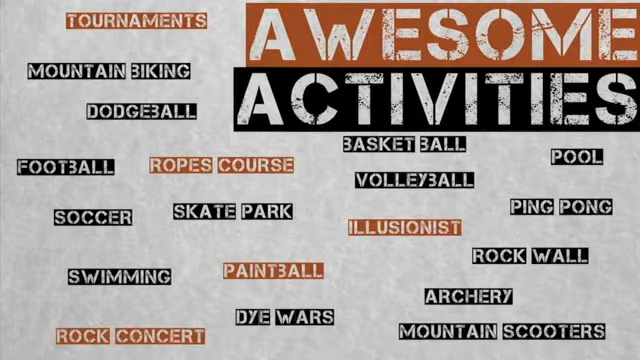 TOURNAMENTS
AWESOME
ACTIVITIES
MOUNTAIN BIKING
DODGEBALL
BASKET BALL
POOL
FOOTBALL
ROPES COURSE
VOLLEYBALL
PING PONG
SOCCER
SKATE PARK
ILLUSIONIST
ROCK WALL
SWIMMING
PAINTBALL
ARCHERY
DYE WARS
MOUNTAIN SCOOTERS
ROCK CONCERT